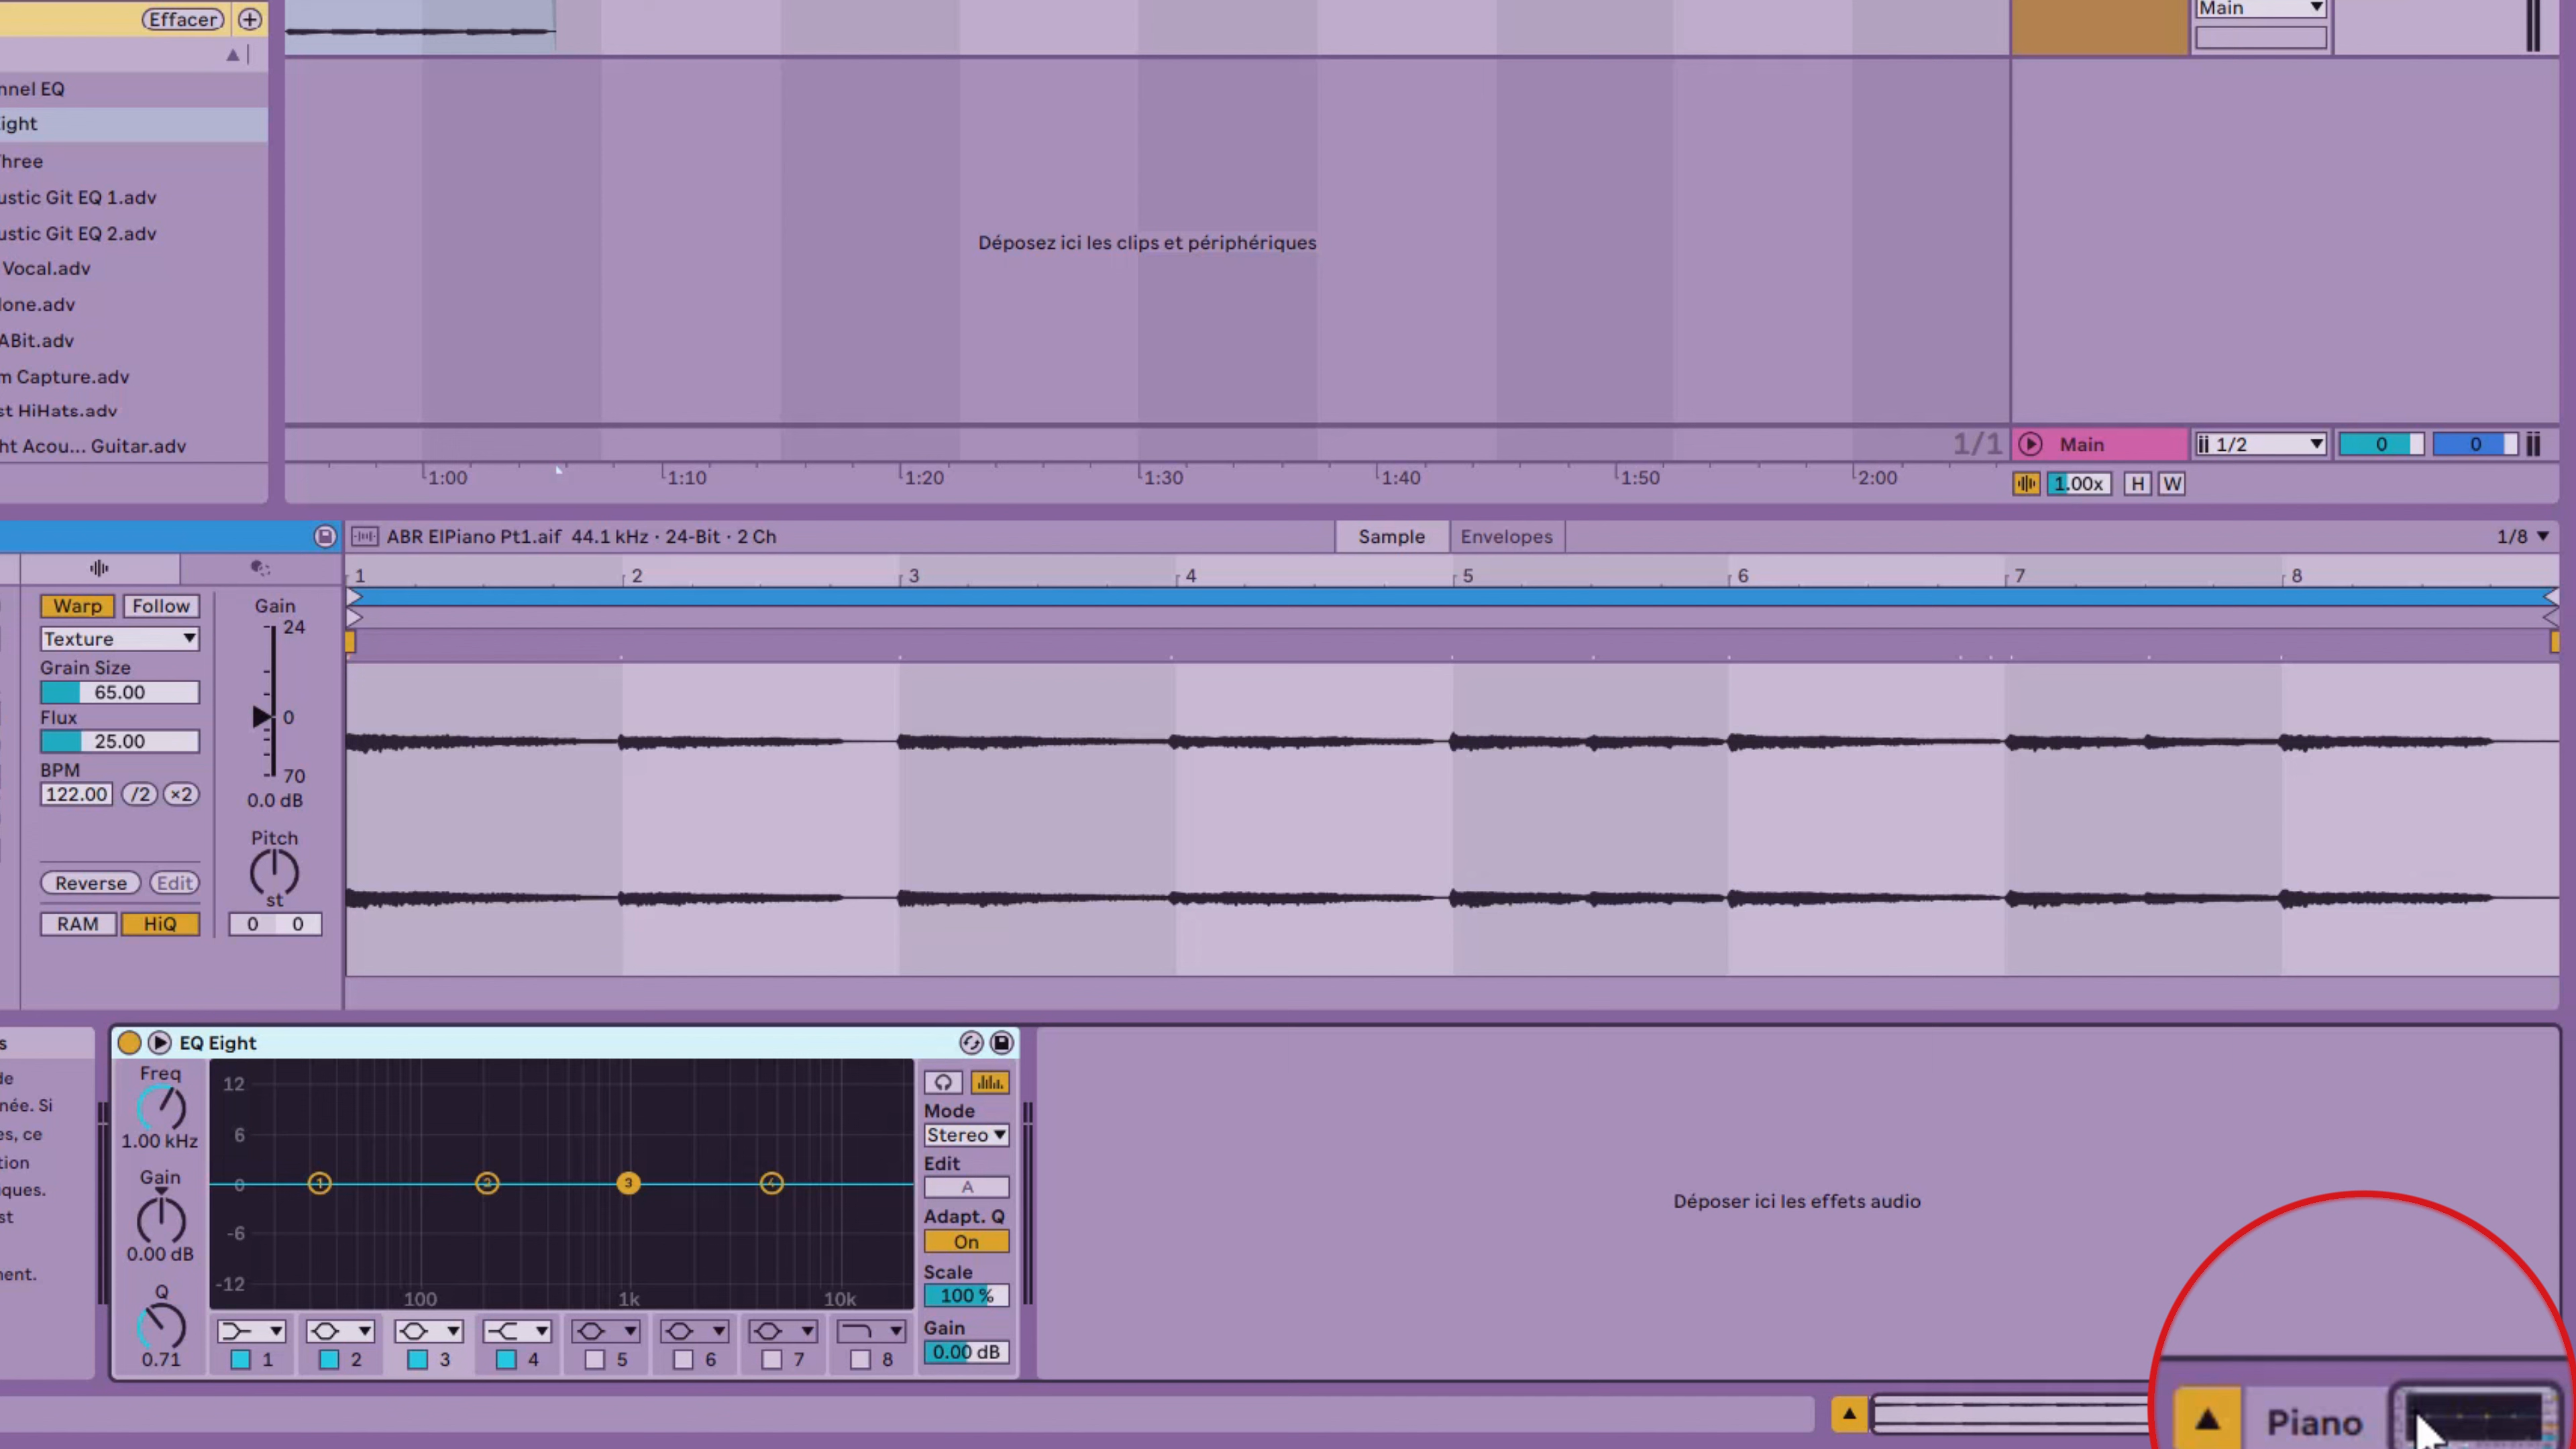 Effacer
Main
nnel EQ
ight
hree
ustic Git EQ 1.adv
ustic Git EQ 2.adv
Vocal.adv
lone.adv
ABit.adv
m Capture.adv
st HiHats.adv
ht Acou... Guitar.adv
Déposez ici les clips et périphériques
1/1
Main
1/2
0
0
1:00
1:10
1:20
1:30
1:40
1:50
2:00
1.00x
H
W
ABR ElPiano Pt1.aif 44.1 kHz · 24-Bit · 2 Ch
Sample
Envelopes
1/8
1
2
3
4
5
6
7
8
Warp
Follow
Texture
Grain Size
65.00
Flux
25.00
BPM
122.00
/2
×2
Reverse
Edit
RAM
HiQ
Gain
24
0
70
0.0 dB
Pitch
st
0 0
s
de
née. Si
es, ce
tion
ques.
st
nent.
EQ Eight
Freq
1.00 kHz
Gain
0.00 dB
Q
0.71
12
6
0
-6
-12
100
1k
10k
1
2
3
4
1
2
3
4
5
6
7
8
Mode
Stereo
Edit
A
Adapt. Q
On
Scale
100 %
Gain
0.00 dB
Déposer ici les effets audio
Piano